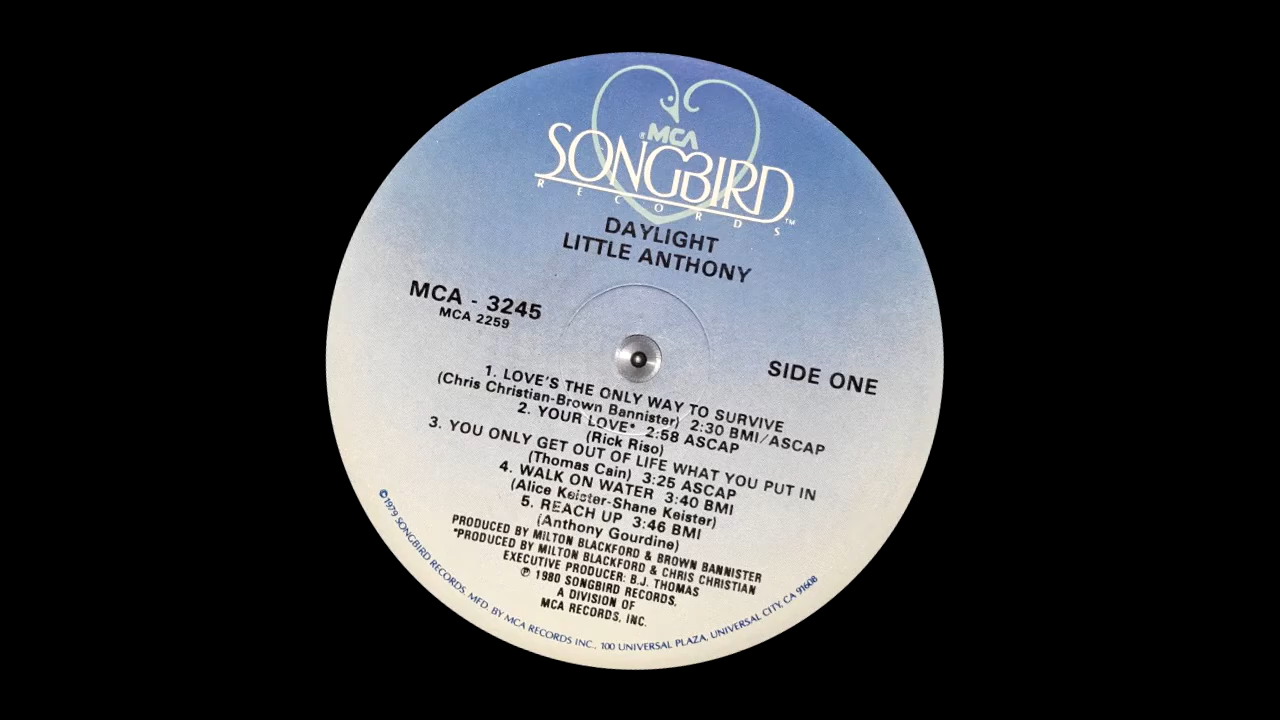 ®MCA
SONGBIRD™
RECORDS
DAYLIGHT
LITTLE ANTHONY
MCA - 3245
MCA 2259
SIDE ONE
1. LOVE'S THE ONLY WAY TO SURVIVE
(Chris Christian-Brown Bannister) 2:30 BMI/ASCAP
2. YOUR LOVE* 2:58 ASCAP
(Rick Riso)
3. YOU ONLY GET OUT OF LIFE WHAT YOU PUT IN
(Thomas Cain) 3:25 ASCAP
4. WALK ON WATER 3:40 BMI
(Alice Keister-Shane Keister)
5. REACH UP 3:46 BMI
(Anthony Gourdine)
PRODUCED BY MILTON BLACKFORD & BROWN BANNISTER
*PRODUCED BY MILTON BLACKFORD & CHRIS CHRISTIAN
EXECUTIVE PRODUCER: B.J. THOMAS
℗ 1980 SONGBIRD RECORDS,
A DIVISION OF
MCA RECORDS, INC.
©1979 SONGBIRD RECORDS, MFD. BY MCA RECORDS INC., 100 UNIVERSAL PLAZA, UNIVERSAL CITY, CA 91608